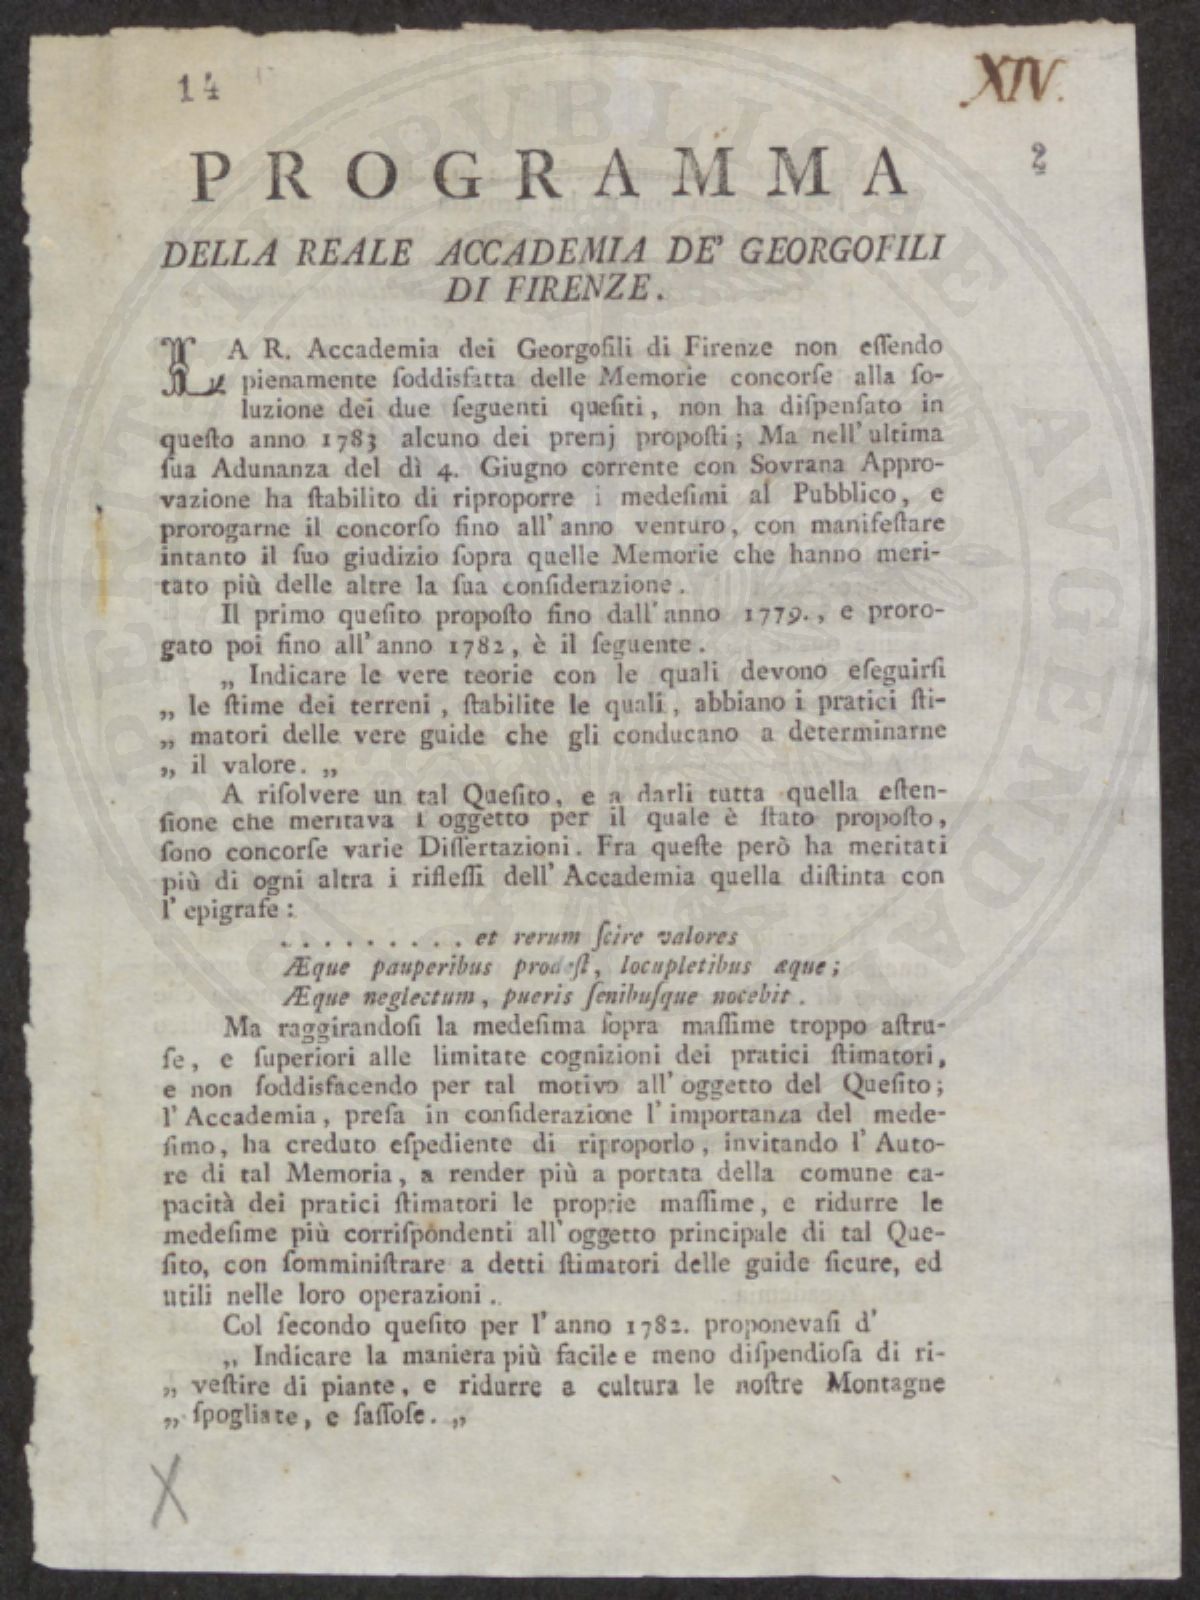 14
XIV.
2
PROGRAMMA
DELLA REALE ACCADEMIA DE' GEORGOFILI
DI FIRENZE.
LA R. Accademia dei Georgofili di Firenze non eſſendo
pienamente ſoddisfatta delle Memorie concorſe alla ſo-
luzione dei due ſeguenti queſiti, non ha diſpenſato in
queſto anno 1783 alcuno dei premj propoſti; Ma nell' ultima
ſua Adunanza del dì 4. Giugno corrente con Sovrana Appro-
vazione ha ſtabilito di riproporre i medeſimi al Pubblico, e
prorogarne il concorſo fino all' anno venturo, con manifeſtare
intanto il ſuo giudizio ſopra quelle Memorie che hanno meri-
tato più delle altre la ſua conſiderazione.
Il primo queſito propoſto fino dall' anno 1779., e proro-
gato poi fino all' anno 1782, è il ſeguente.
„ Indicare le vere teorie con le quali devono eſeguirſi
„ le ſtime dei terreni, ſtabilite le quali, abbiano i pratici ſti-
„ matori delle vere guide che gli conducano a determinarne
„ il valore. „
A riſolvere un tal Queſito, e a darli tutta quella eſten-
ſione che meritava l'oggetto per il quale è ſtato propoſto,
ſono concorſe varie Diſſertazioni. Fra queſte però ha meritati
più di ogni altra i rifleſſi dell' Accademia quella diſtinta con
l' epigrafe:
. . . . . . . . . . et rerum ſcire valores
Æque pauperibus prodeſt, locupletibus æque;
Æque neglectum, pueris ſenibuſque nocebit.
Ma raggirandoſi la medeſima ſopra maſſime troppo aſtru-
ſe, e ſuperiori alle limitate cognizioni dei pratici ſtimatori,
e non ſoddisfacendo per tal motivo all' oggetto del Queſito;
l' Accademia, preſa in conſiderazione l' importanza del mede-
ſimo, ha creduto eſpediente di riproporlo, invitando l' Auto-
re di tal Memoria, a render più a portata della comune ca-
pacità dei pratici ſtimatori le proprie maſſime, e ridurre le
medeſime più corriſpondenti all' oggetto principale di tal Que-
ſito, con ſomminiſtrare a detti ſtimatori delle guide ſicure, ed
utili nelle loro operazioni.
Col ſecondo queſito per l' anno 1782. proponevaſi d'
„ Indicare la maniera più facile e meno diſpendioſa di ri-
„ veſtire di piante, e ridurre a cultura le noſtre Montagne
„ ſpogliate, e ſaſſoſe. „
X